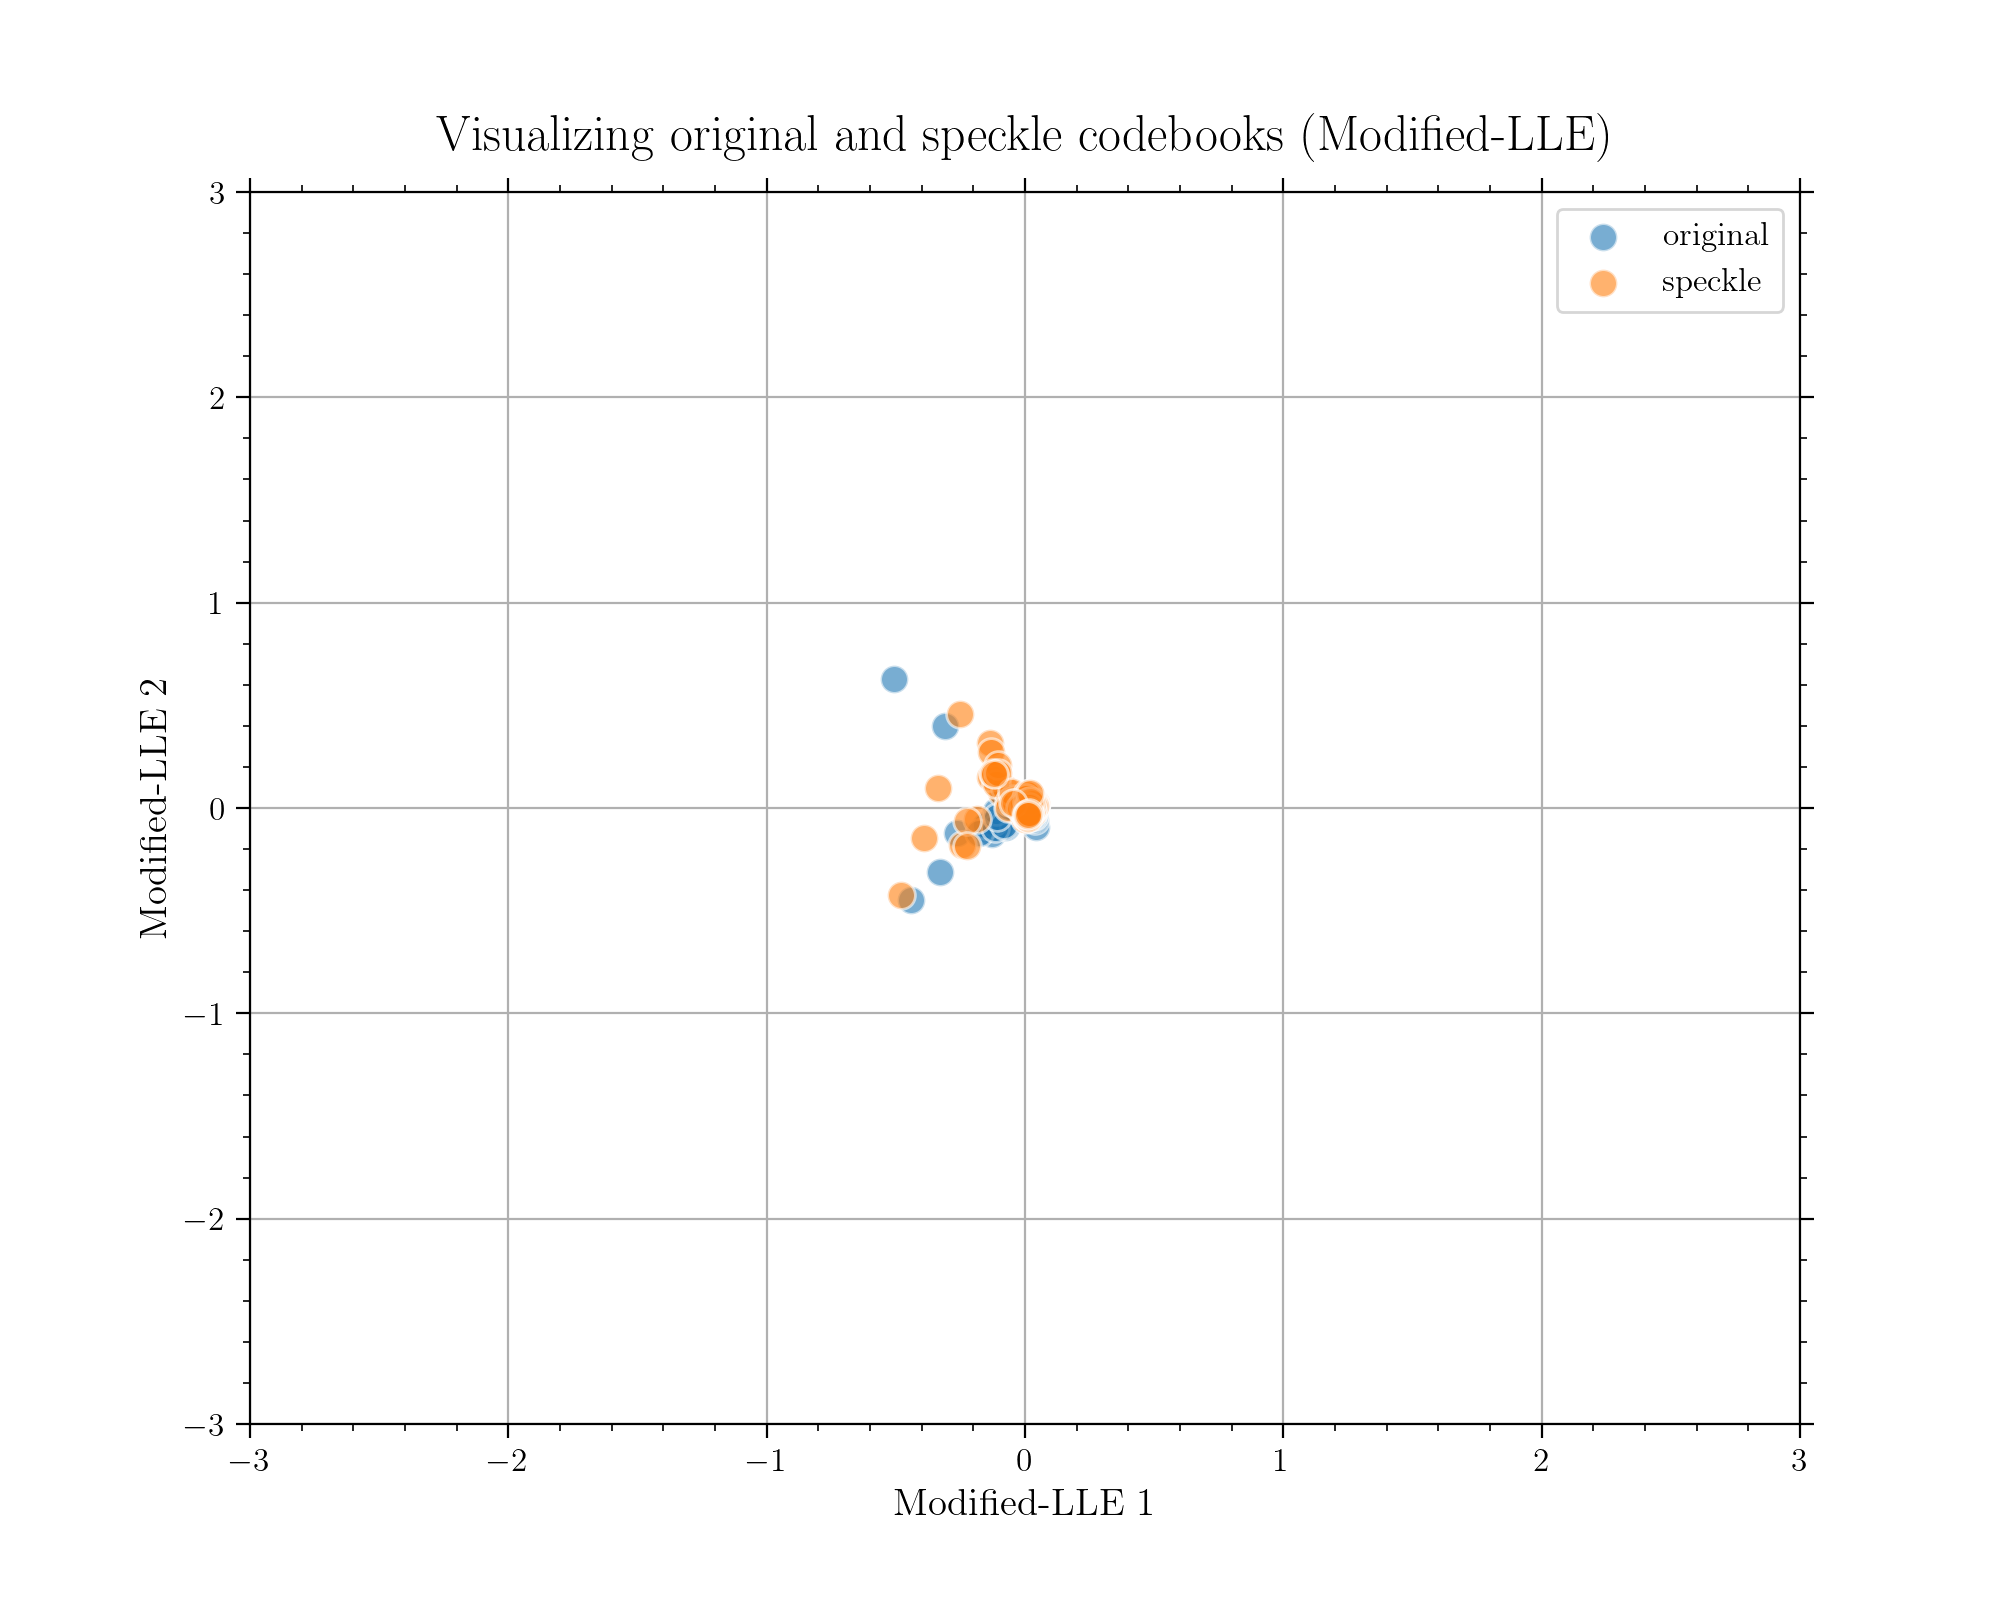 Visualizing original and speckle codebooks (Modified-LLE)
original
speckle
3
2
1
0
−1
−2
−3
Modified-LLE 2
−3
−2
−1
0
1
2
3
Modified-LLE 1